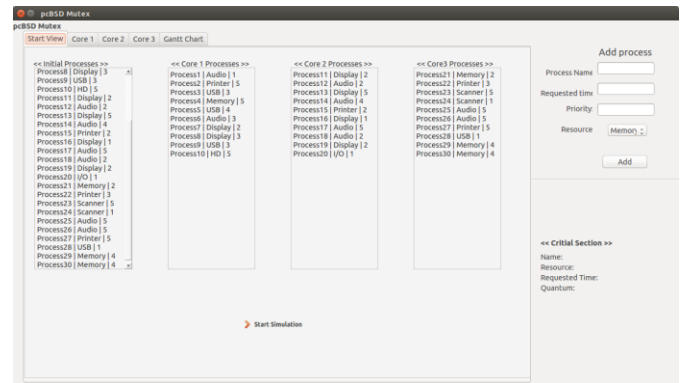 pcBSD Mutex
pcBSD Mutex
Start View Core 1 Core 2 Core 3 Gantt Chart
<< Initial Processes >>
Process8 | Display | 3
Process9 | USB | 3
Process10 | HD | 5
Process11 | Display | 2
Process12 | Audio | 2
Process13 | Display | 5
Process14 | Audio | 4
Process15 | Printer | 2
Process16 | Display | 1
Process17 | Audio | 5
Process18 | Audio | 2
Process19 | Display | 2
Process20 | I/O | 1
Process21 | Memory | 2
Process22 | Printer | 3
Process23 | Scanner | 5
Process24 | Scanner | 1
Process25 | Audio | 5
Process26 | Audio | 5
Process27 | Printer | 5
Process28 | USB | 1
Process29 | Memory | 4
Process30 | Memory | 4
<< Core 1 Processes >>
Process1 | Audio | 1
Process2 | Printer | 2
Process3 | USB | 3
Process4 | Memory | 5
Process5 | USB | 4
Process6 | Audio | 3
Process7 | Display | 2
Process8 | Display | 3
Process9 | USB | 3
Process10 | HD | 5
<< Core 2 Processes >>
Process11 | Display | 2
Process12 | Audio | 2
Process13 | Display | 5
Process14 | Audio | 4
Process15 | Printer | 2
Process16 | Display | 1
Process17 | Audio | 5
Process18 | Audio | 2
Process19 | Display | 2
Process20 | I/O | 1
<< Core3 Processes >>
Process21 | Memory | 2
Process22 | Printer | 3
Process23 | Scanner | 5
Process24 | Scanner | 1
Process25 | Audio | 5
Process26 | Audio | 5
Process27 | Printer | 5
Process28 | USB | 1
Process29 | Memory | 4
Process30 | Memory | 4
Start Simulation
Add process
Process Name
Requested time
Priority:
Resource Memon
Add
<< Critial Section >>
Name:
Resource:
Requested Time:
Quantum: